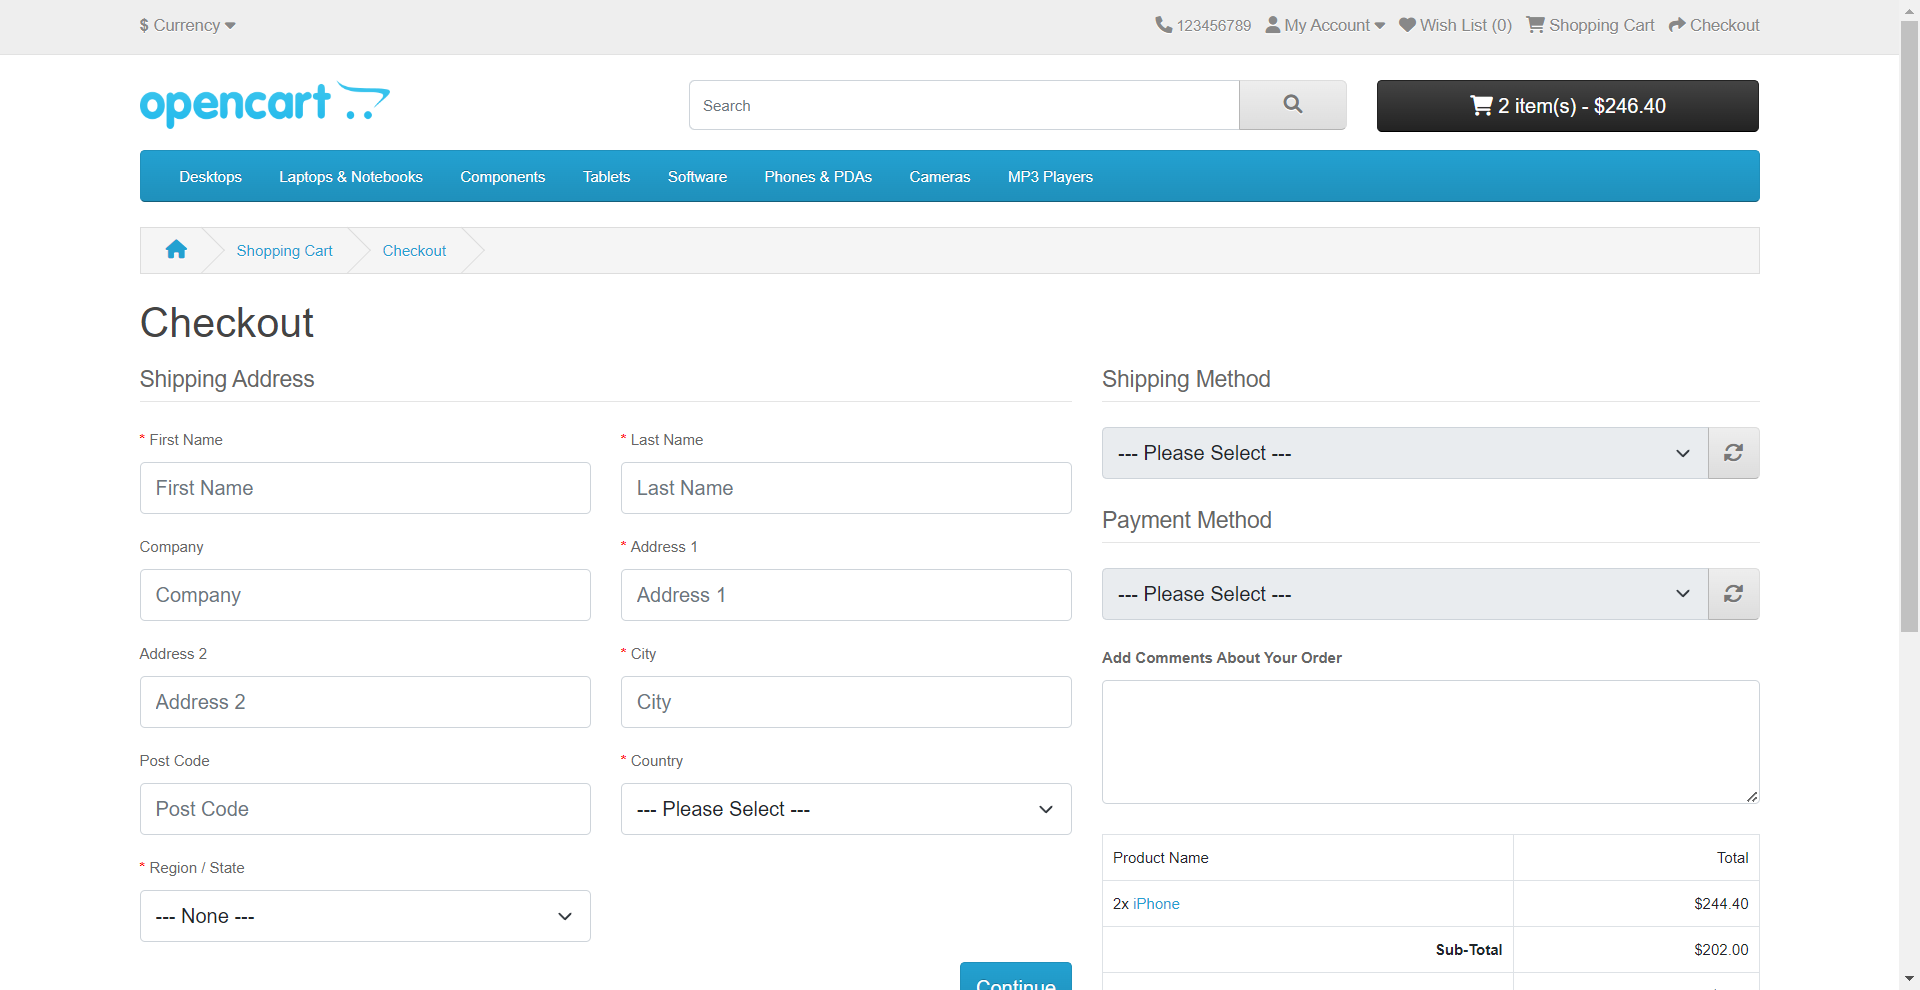 $ Currency
123456789 My Account Wish List (0) Shopping Cart Checkout
opencart
Search
2 item(s) - $246.40
Desktops Laptops & Notebooks Components Tablets Software Phones & PDAs Cameras MP3 Players
Shopping Cart Checkout
Checkout
Shipping Address
* First Name
First Name
* Last Name
Last Name
Company
Company
* Address 1
Address 1
Address 2
Address 2
* City
City
Post Code
Post Code
* Country
--- Please Select ---
* Region / State
--- None ---
Continue
Shipping Method
--- Please Select ---
Payment Method
--- Please Select ---
Add Comments About Your Order
Product Name Total
2x iPhone $244.40
Sub-Total $202.00